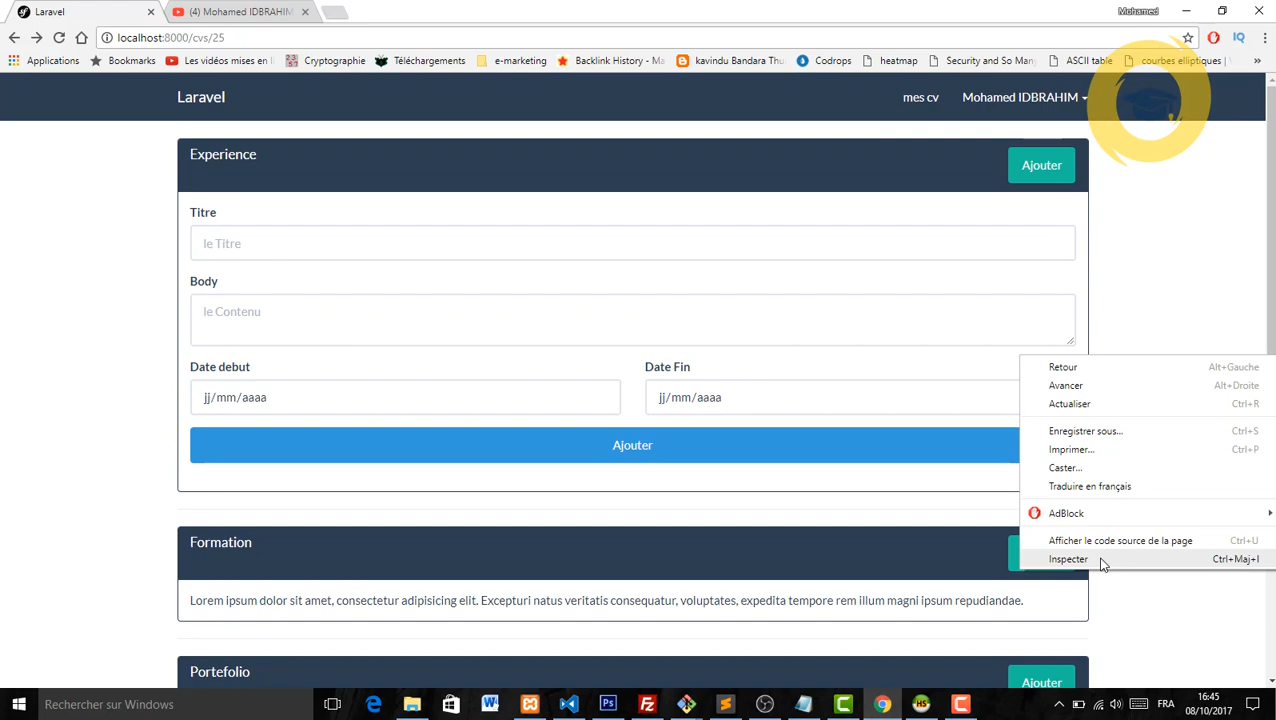 Laravel
(4) Mohamed IDBRAHIM
Mohamed
localhost:8000/cvs/25
Applications
Bookmarks
Les vidéos mises en l
Cryptographie
Téléchargements
e-marketing
Backlink History - Ma
kavindu Bandara Thu
Codrops
heatmap
Security and So Many
ASCII table
courbes elliptiques |
»
Laravel
mes cv
Mohamed IDBRAHIM
Experience
Ajouter
Titre
le Titre
Body
le Contenu
Date debut
Date Fin
jj/mm/aaaa
jj/mm/aaaa
Ajouter
Retour Alt+Gauche
Avancer Alt+Droite
Actualiser Ctrl+R
Enregistrer sous... Ctrl+S
Imprimer... Ctrl+P
Caster...
Traduire en français
AdBlock
Afficher le code source de la page Ctrl+U
Inspecter Ctrl+Maj+I
Formation
Lorem ipsum dolor sit amet, consectetur adipisicing elit. Excepturi natus veritatis consequatur, voluptates, expedita tempore rem illum magni ipsum repudiandae.
Portefolio
Ajouter
Rechercher sur Windows
FRA
16:45
08/10/2017